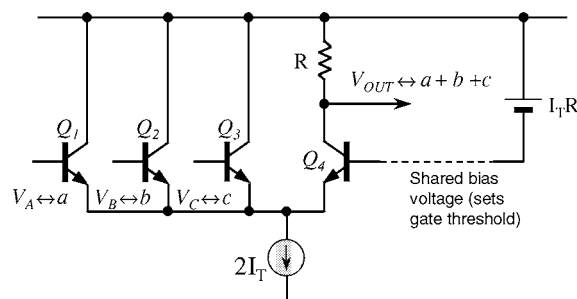 R
V_OUT ↔ a + b + c
I_T R
Q_1
Q_2
Q_3
Q_4
V_A ↔ a
V_B ↔ b
V_C ↔ c
Shared bias
voltage (sets
gate threshold)
2I_T